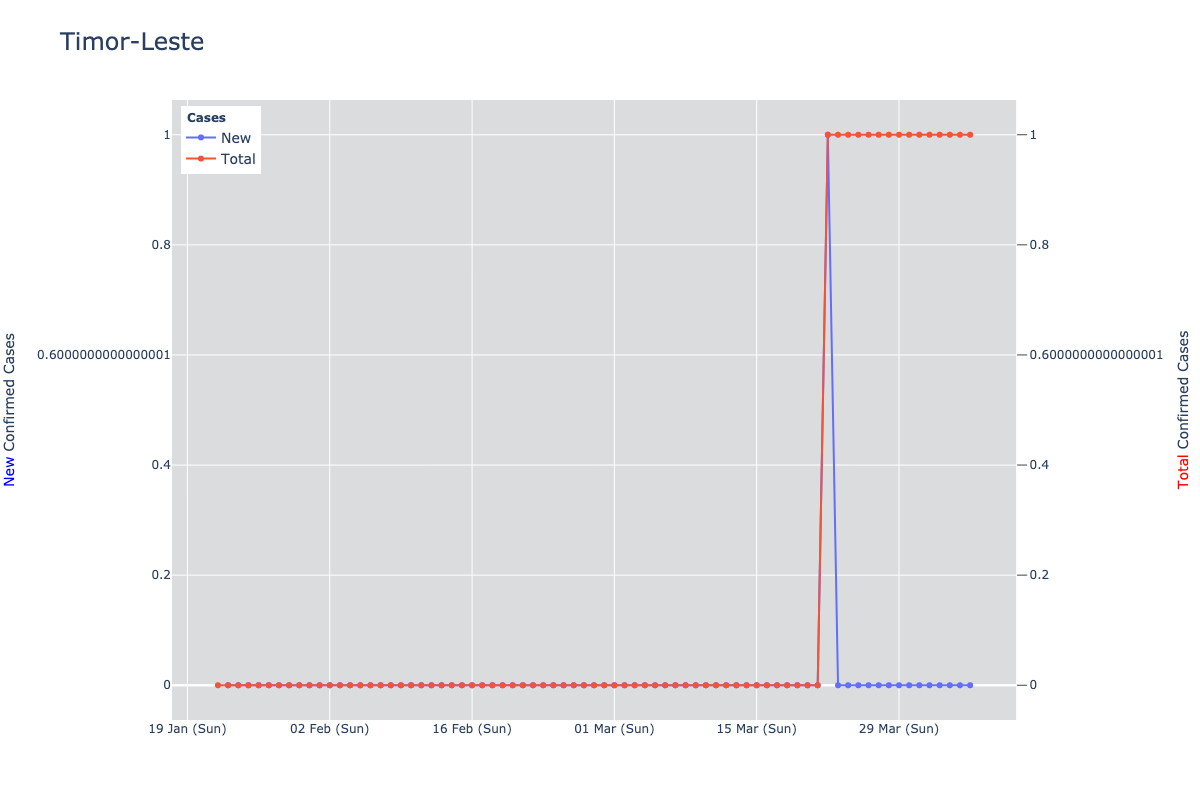 Timor-Leste
Cases
New
Total
1
0.8
0.6000000000000001
0.4
0.2
0
1
0.8
0.6000000000000001
0.4
0.2
0
New Confirmed Cases
Total Confirmed Cases
19 Jan (Sun)
02 Feb (Sun)
16 Feb (Sun)
01 Mar (Sun)
15 Mar (Sun)
29 Mar (Sun)